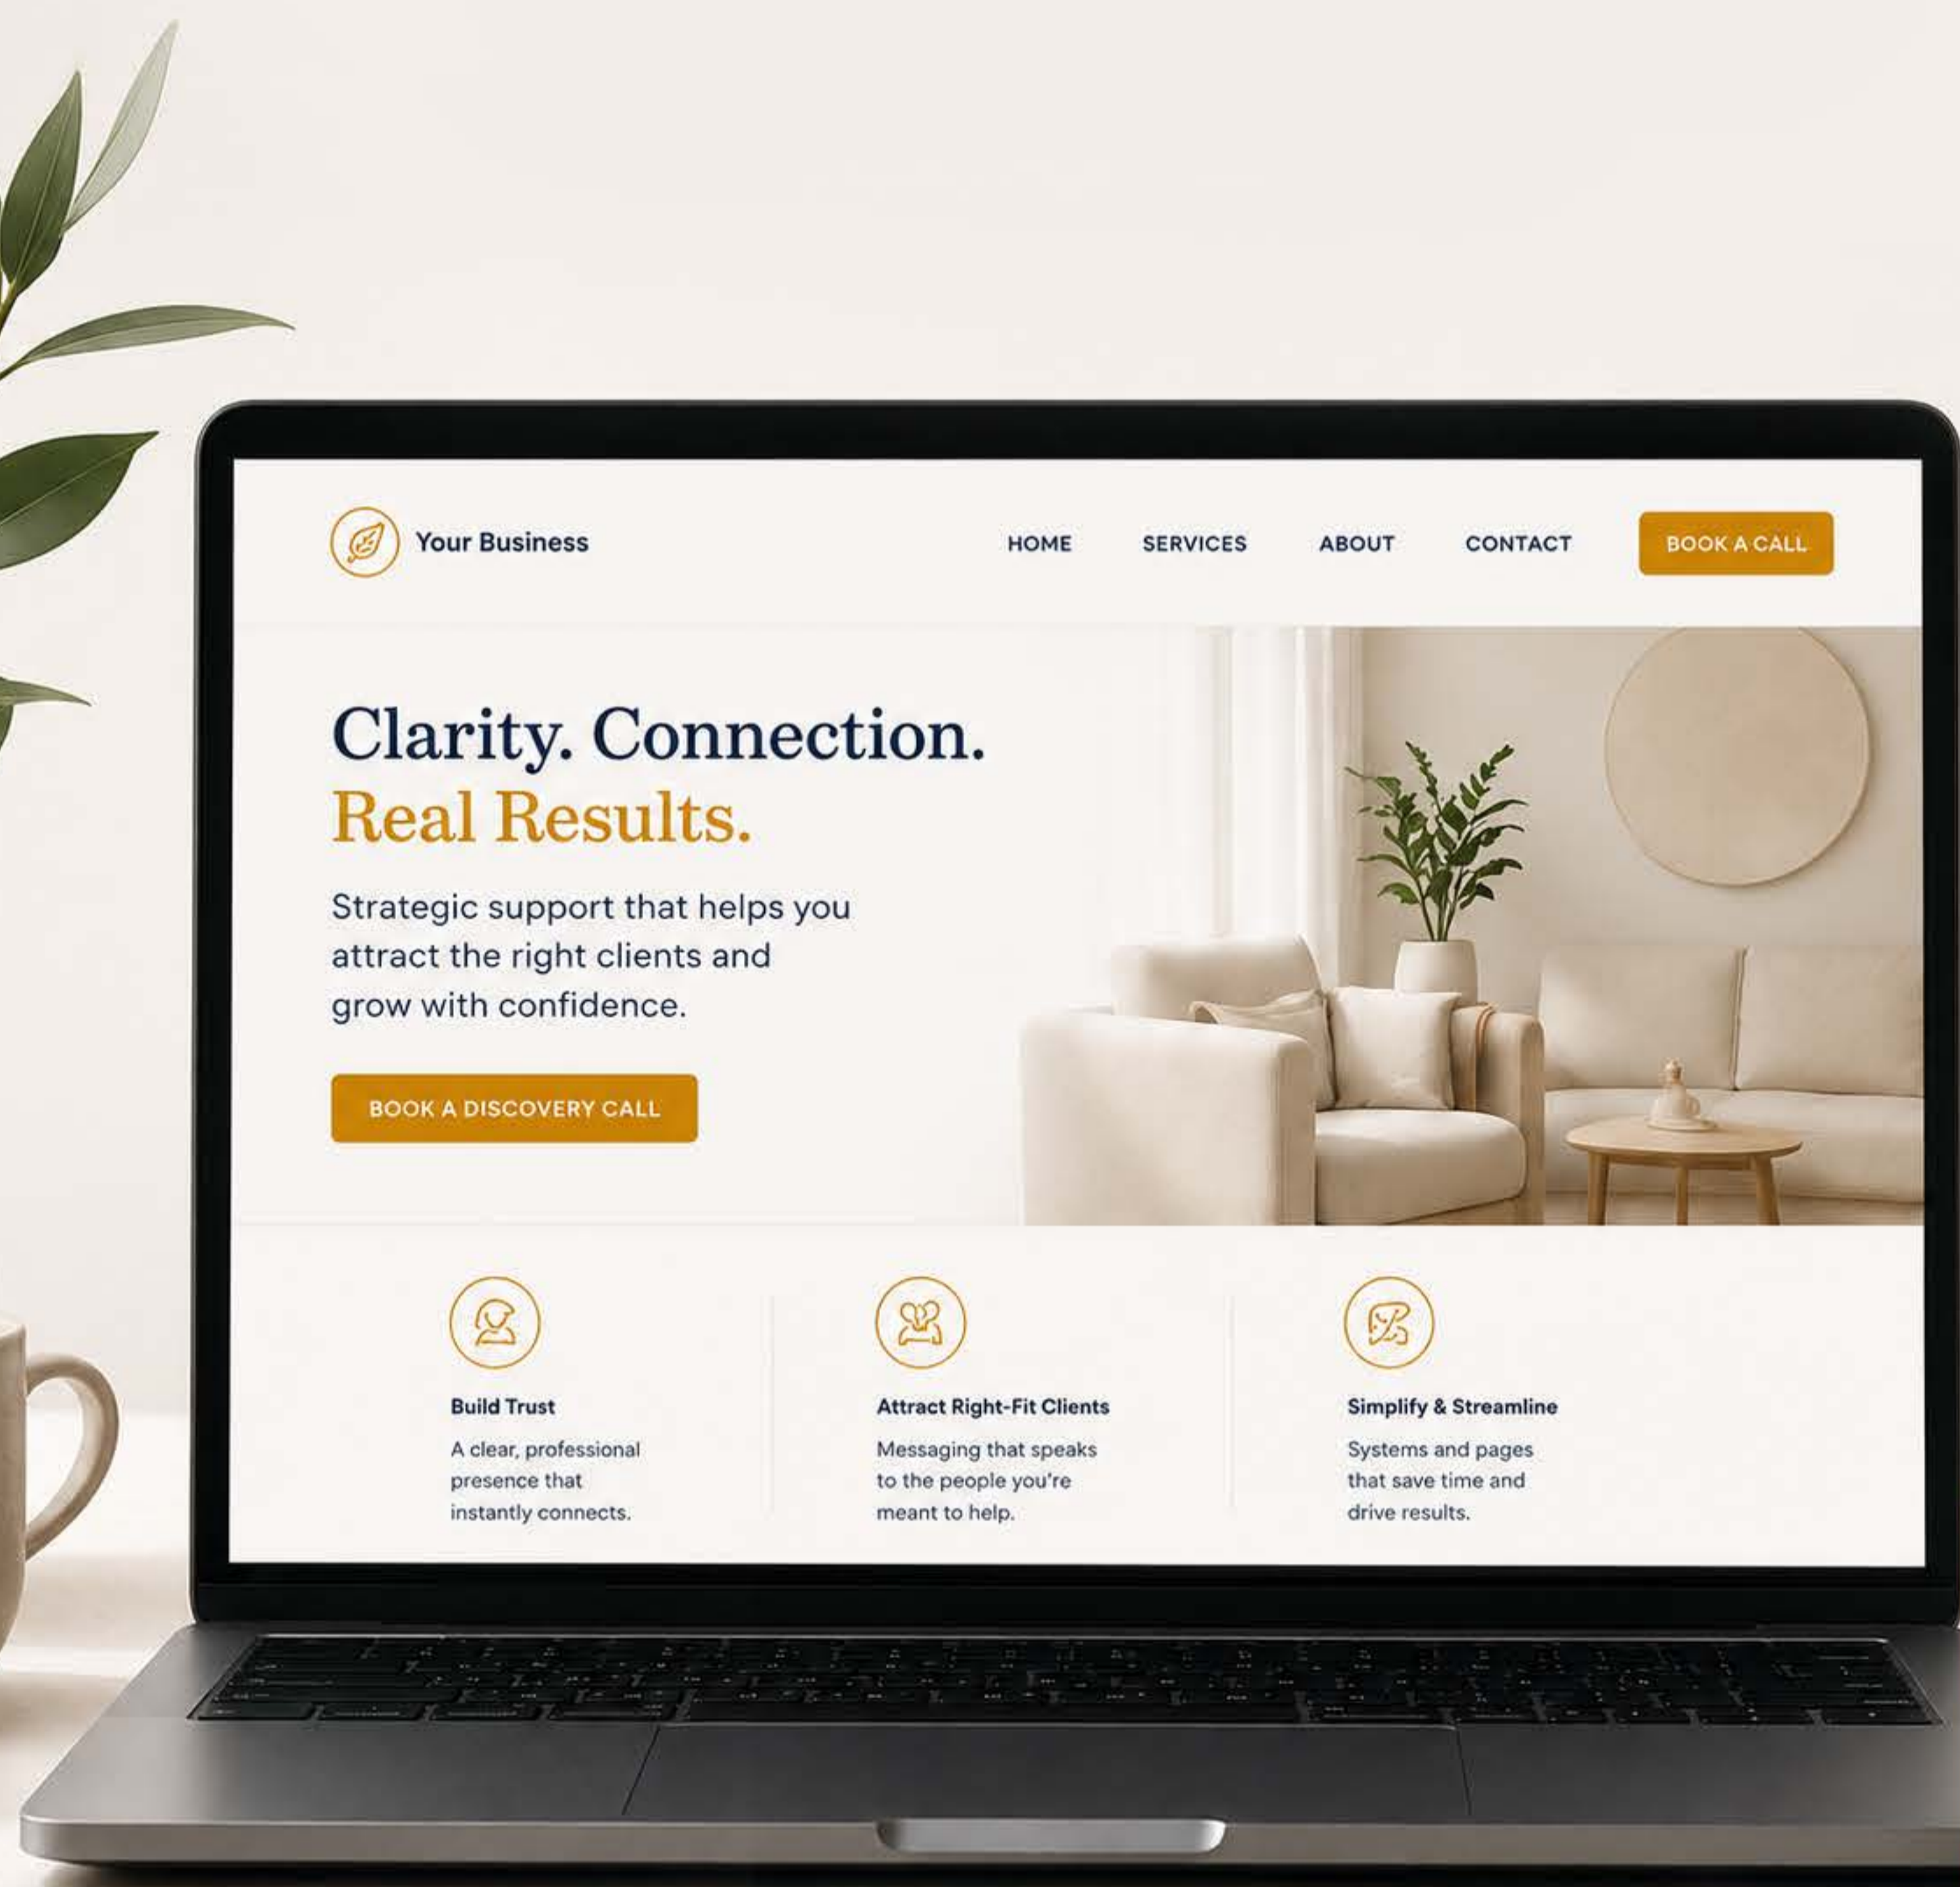 Your Business
HOME
SERVICES
ABOUT
CONTACT
BOOK A CALL
Clarity. Connection.
Real Results.
Strategic support that helps you
attract the right clients and
grow with confidence.
BOOK A DISCOVERY CALL
Build Trust
A clear, professional
presence that
instantly connects.
Attract Right-Fit Clients
Messaging that speaks
to the people you're
meant to help.
Simplify & Streamline
Systems and pages
that save time and
drive results.